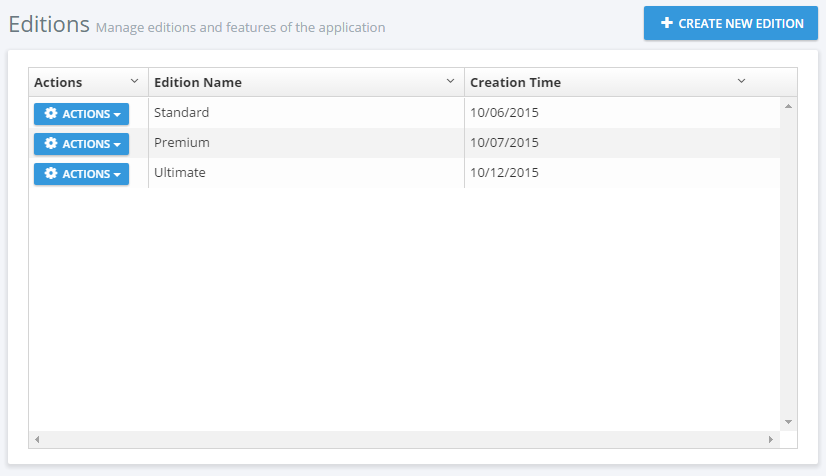 Editions Manage editions and features of the application
CREATE NEW EDITION
Actions Edition Name Creation Time
ACTIONS Standard 10/06/2015
ACTIONS Premium 10/07/2015
ACTIONS Ultimate 10/12/2015